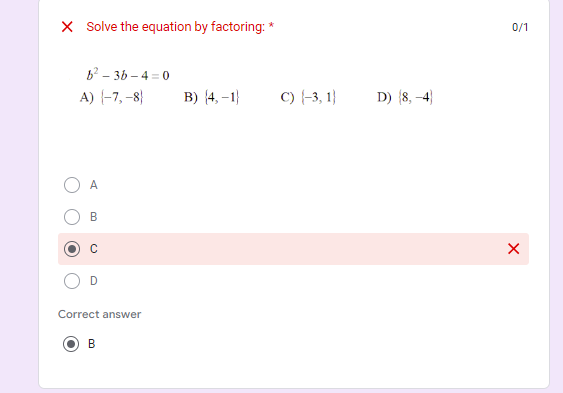 Solve the equation by factoring: *
0/1
b² – 3b – 4 = 0
A) {–7, –8} B) {4, –1} C) {–3, 1} D) {8, –4}
A
B
C
D
Correct answer
B